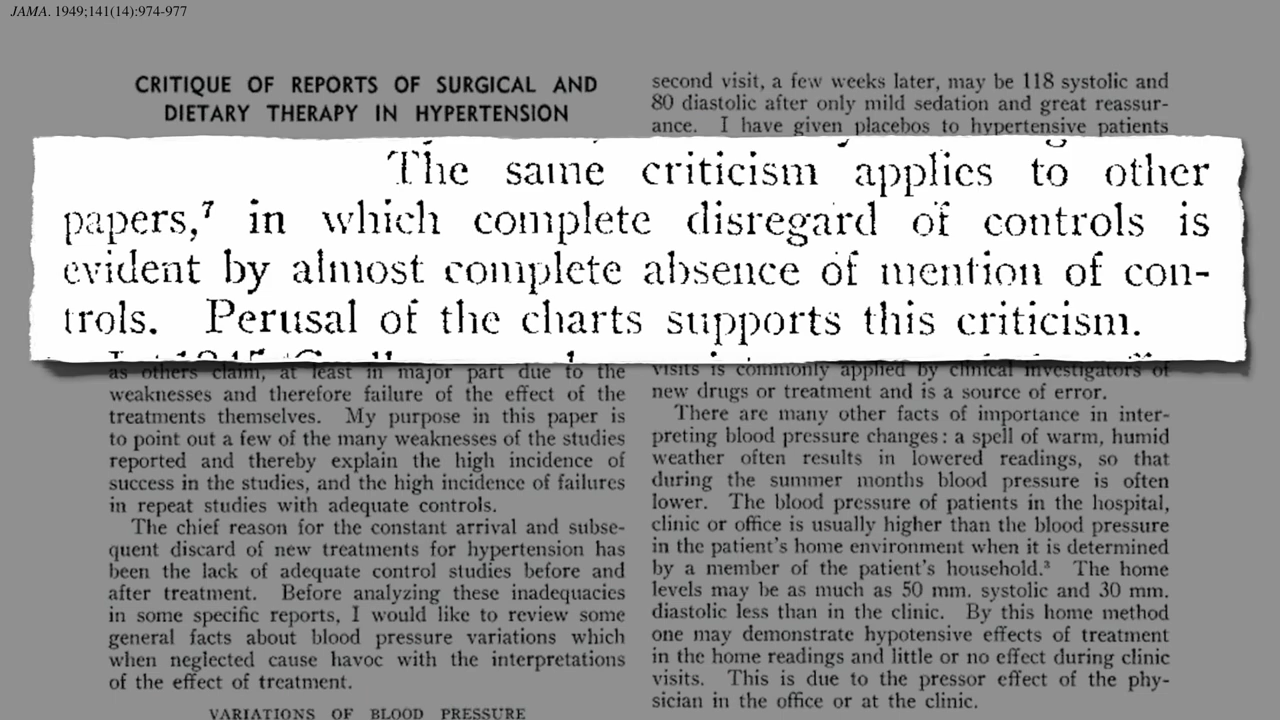 JAMA. 1949;141(14):974-977
CRITIQUE OF REPORTS OF SURGICAL AND
DIETARY THERAPY IN HYPERTENSION
The same criticism applies to other
papers,⁷ in which complete disregard of controls is
evident by almost complete absence of mention of con-
trols. Perusal of the charts supports this criticism.
as others claim, at least in major part due to the
weaknesses and therefore failure of the effect of the
treatments themselves. My purpose in this paper is
to point out a few of the many weaknesses of the studies
reported and thereby explain the high incidence of
success in the studies, and the high incidence of failures
in repeat studies with adequate controls.
The chief reason for the constant arrival and subse-
quent discard of new treatments for hypertension has
been the lack of adequate control studies before and
after treatment. Before analyzing these inadequacies
in some specific reports, I would like to review some
general facts about blood pressure variations which
when neglected cause havoc with the interpretations
of the effect of treatment.
VARIATIONS OF BLOOD PRESSURE
second visit, a few weeks later, may be 118 systolic and
80 diastolic after only mild sedation and great reassur-
ance. I have given placebos to hypertensive patients
visits is commonly applied by clinical investigators of
new drugs or treatment and is a source of error.
There are many other facts of importance in inter-
preting blood pressure changes: a spell of warm, humid
weather often results in lowered readings, so that
during the summer months blood pressure is often
lower. The blood pressure of patients in the hospital,
clinic or office is usually higher than the blood pressure
in the patient's home environment when it is determined
by a member of the patient's household.³ The home
levels may be as much as 50 mm. systolic and 30 mm.
diastolic less than in the clinic. By this home method
one may demonstrate hypotensive effects of treatment
in the home readings and little or no effect during clinic
visits. This is due to the pressor effect of the phy-
sician in the office or at the clinic.